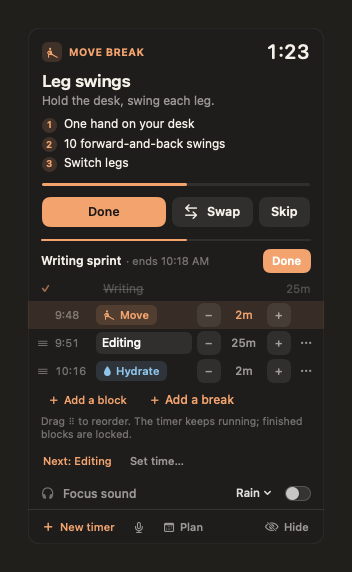 MOVE BREAK 1:23
Leg swings
Hold the desk, swing each leg.
1 One hand on your desk
2 10 forward-and-back swings
3 Switch legs
Done Swap Skip
Writing sprint · ends 10:18 AM Done
Writing 25m
9:48 Move − 2m +
9:51 Editing − 25m + ···
10:16 Hydrate − 2m + ···
+ Add a block + Add a break
Drag ⠿ to reorder. The timer keeps running; finished
blocks are locked.
Next: Editing Set time...
Focus sound Rain
+ New timer Plan Hide